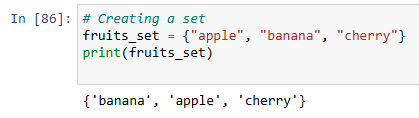 In [86]: # Creating a set
fruits_set = {"apple", "banana", "cherry"}
print(fruits_set)
{'banana', 'apple', 'cherry'}